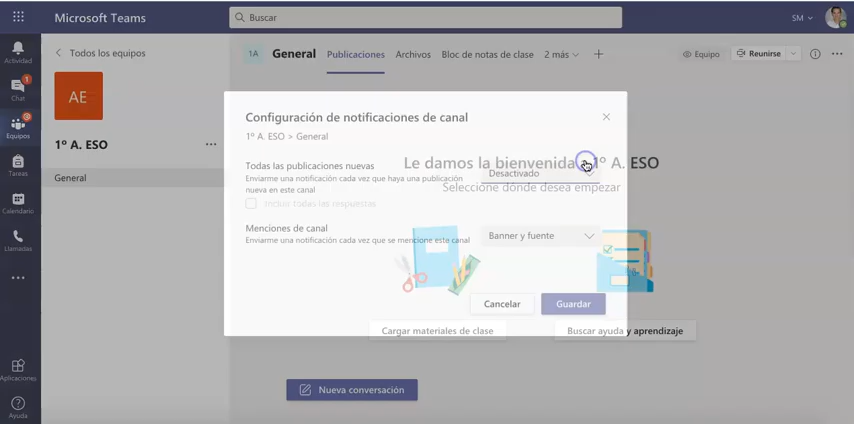 Microsoft Teams
Buscar
SM
Actividad
Chat
1
Equipos
Tareas
Calendario
Llamadas
Aplicaciones
Ayuda
Todos los equipos
AE
1º A. ESO
General
1A
General
Publicaciones
Archivos
Bloc de notas de clase
2 más
Equipo
Reunirse
Configuración de notificaciones de canal
1º A. ESO > General
Todas las publicaciones nuevas
Enviarme una notificación cada vez que haya una publicación
nueva en este canal
Desactivado
Incluir todas las respuestas
Le damos la bienvenida a 1º A. ESO
Seleccione dónde desea empezar
Menciones de canal
Enviarme una notificación cada vez que se mencione este canal
Banner y fuente
Cancelar
Guardar
Cargar materiales de clase
Buscar ayuda y aprendizaje
Nueva conversación